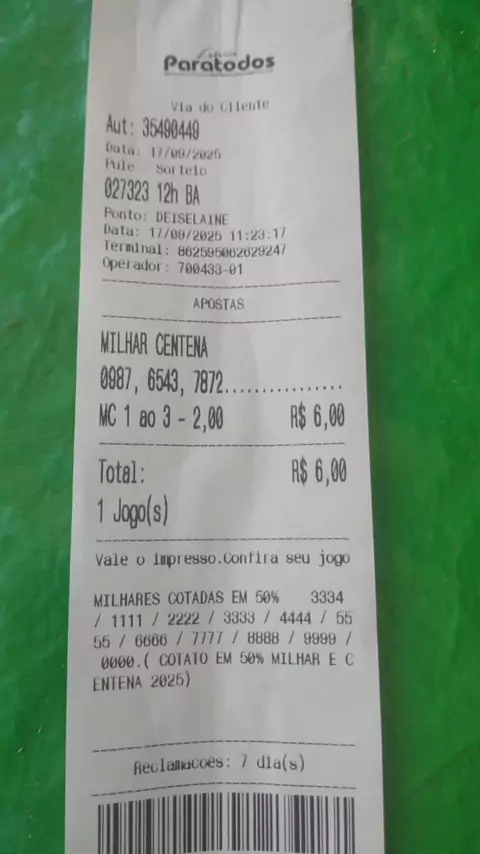 Paratodos
Via do Cliente
Aut: 35490449
Data: 17/09/2025
Pule - Sorteio
027323 12h BA
Ponto: DEISELAINE
Data: 17/09/2025 11:23:17
Terminal: 862595062629247
Operador: 700433-01
APOSTAS
MILHAR CENTENA
0987, 6543, 7872................
MC 1 ao 3 - 2,00 R$ 6,00
Total: R$ 6,00
1 Jogo(s)
Vale o impresso.Confira seu jogo
MILHARES COTADAS EM 50% 3334
/ 1111 / 2222 / 3333 / 4444 / 55
55 / 6666 / 7777 / 8888 / 9999 /
0000.( COTATO EM 50% MILHAR E C
ENTENA 2025)
Reclamacoes: 7 dia(s)